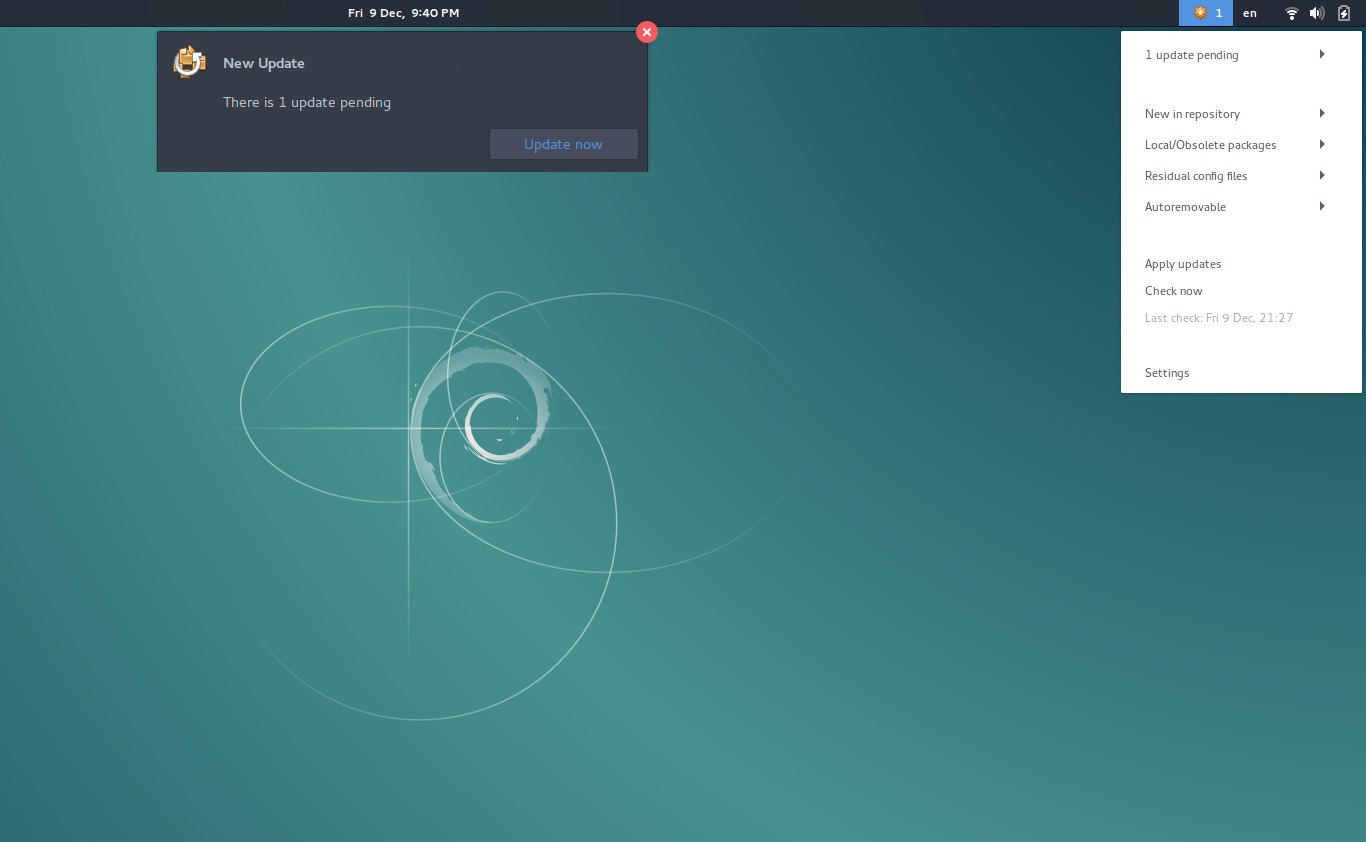 Fri 9 Dec, 9:40 PM
1
en
New Update
There is 1 update pending
Update now
1 update pending
New in repository
Local/Obsolete packages
Residual config files
Autoremovable
Apply updates
Check now
Last check: Fri 9 Dec, 21:27
Settings